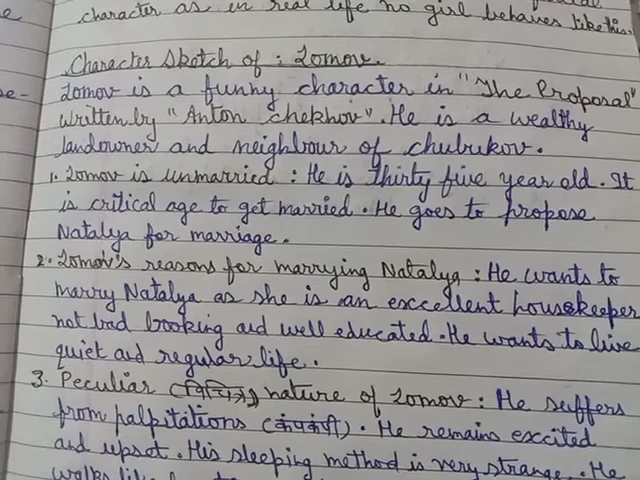 character as in real life no girl behaves like this.
Character Sketch of : Lomov.
Lomov is a funny character in "The Proposal"
Written by "Anton Chekhov". He is a wealthy
landowner and neighbour of chubukov.
1. Lomov is unmarried : He is thirty five year old. It
is critical age to get married. He goes to propose
Natalya for marriage.
2. Lomov's reasons for marrying Natalya : He wants to
marry Natalya as she is an excellent housekeeper
not bad looking and well educated. He wants to live
quiet and regular life.
3. Peculiar (विचित्र) nature of Lomov : He suffers
from palpitations (कंपकंपी). He remains excited
and upset. His sleeping method is very strange. He
walks like